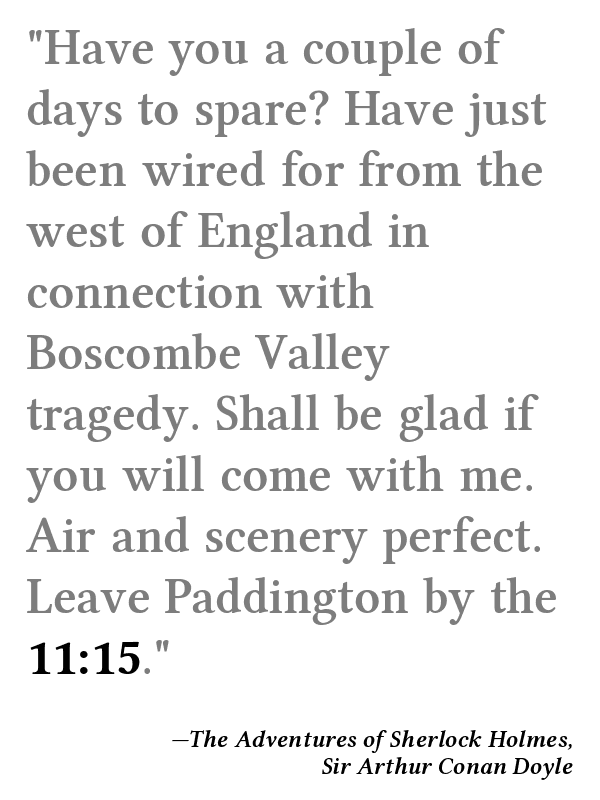 "Have you a couple of
days to spare? Have just
been wired for from the
west of England in
connection with
Boscombe Valley
tragedy. Shall be glad if
you will come with me.
Air and scenery perfect.
Leave Paddington by the
11:15."
—The Adventures of Sherlock Holmes,
Sir Arthur Conan Doyle